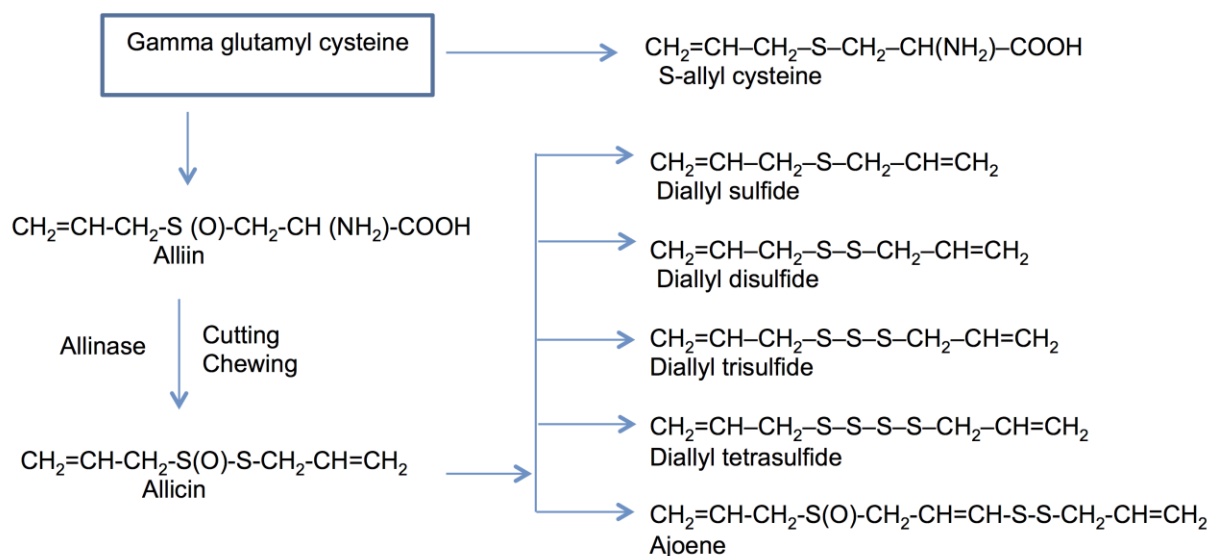 Gamma glutamyl cysteine
CH₂=CH–CH₂–S–CH₂–CH(NH₂)–COOH
S-allyl cysteine
CH₂=CH-CH₂-S (O)-CH₂-CH (NH₂)-COOH
Alliin
Allinase
Cutting
Chewing
CH₂=CH-CH₂-S(O)-S-CH₂-CH=CH₂
Allicin
CH₂=CH–CH₂–S–CH₂–CH=CH₂
Diallyl sulfide
CH₂=CH–CH₂–S–S–CH₂–CH=CH₂
Diallyl disulfide
CH₂=CH–CH₂–S–S–S–CH₂–CH=CH₂
Diallyl trisulfide
CH₂=CH–CH₂–S–S–S–S–CH₂–CH=CH₂
Diallyl tetrasulfide
CH₂=CH-CH₂-S(O)-CH₂-CH=CH-S-S-CH₂-CH=CH₂
Ajoene